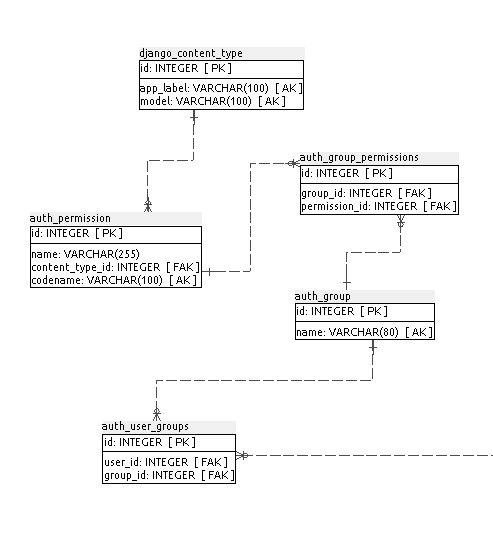 django_content_type
id: INTEGER [ PK ]
app_label: VARCHAR(100) [ AK ]
model: VARCHAR(100) [ AK ]
auth_group_permissions
id: INTEGER [ PK ]
group_id: INTEGER [ FAK ]
permission_id: INTEGER [ FAK ]
auth_permission
id: INTEGER [ PK ]
name: VARCHAR(255)
content_type_id: INTEGER [ FAK ]
codename: VARCHAR(100) [ AK ]
auth_group
id: INTEGER [ PK ]
name: VARCHAR(80) [ AK ]
auth_user_groups
id: INTEGER [ PK ]
user_id: INTEGER [ FAK ]
group_id: INTEGER [ FAK ]